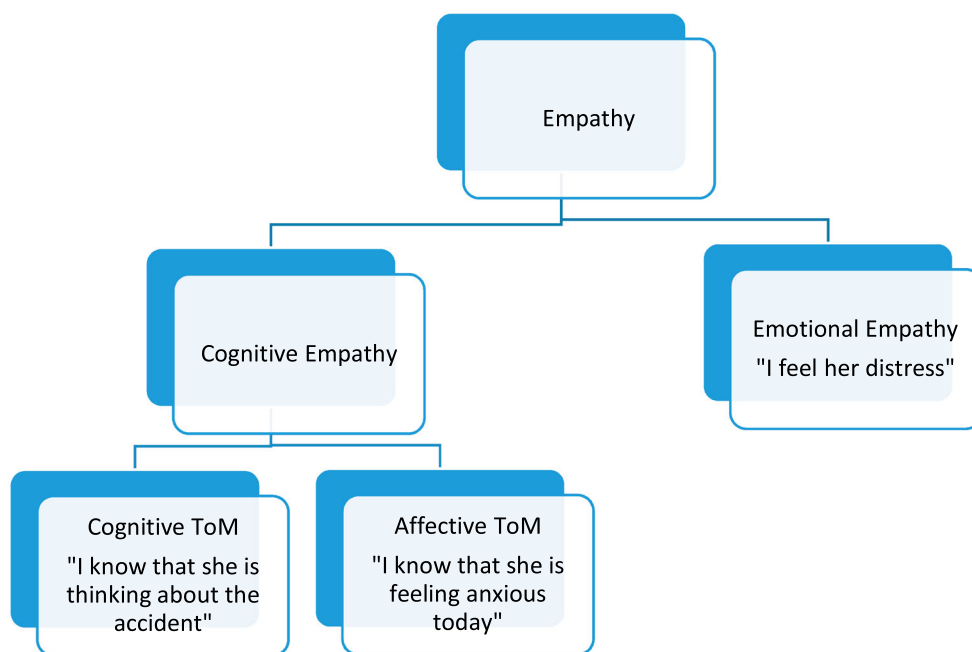 Empathy
Cognitive Empathy
Emotional Empathy
"I feel her distress"
Cognitive ToM
"I know that she is
thinking about the
accident"
Affective ToM
"I know that she is
feeling anxious
today"